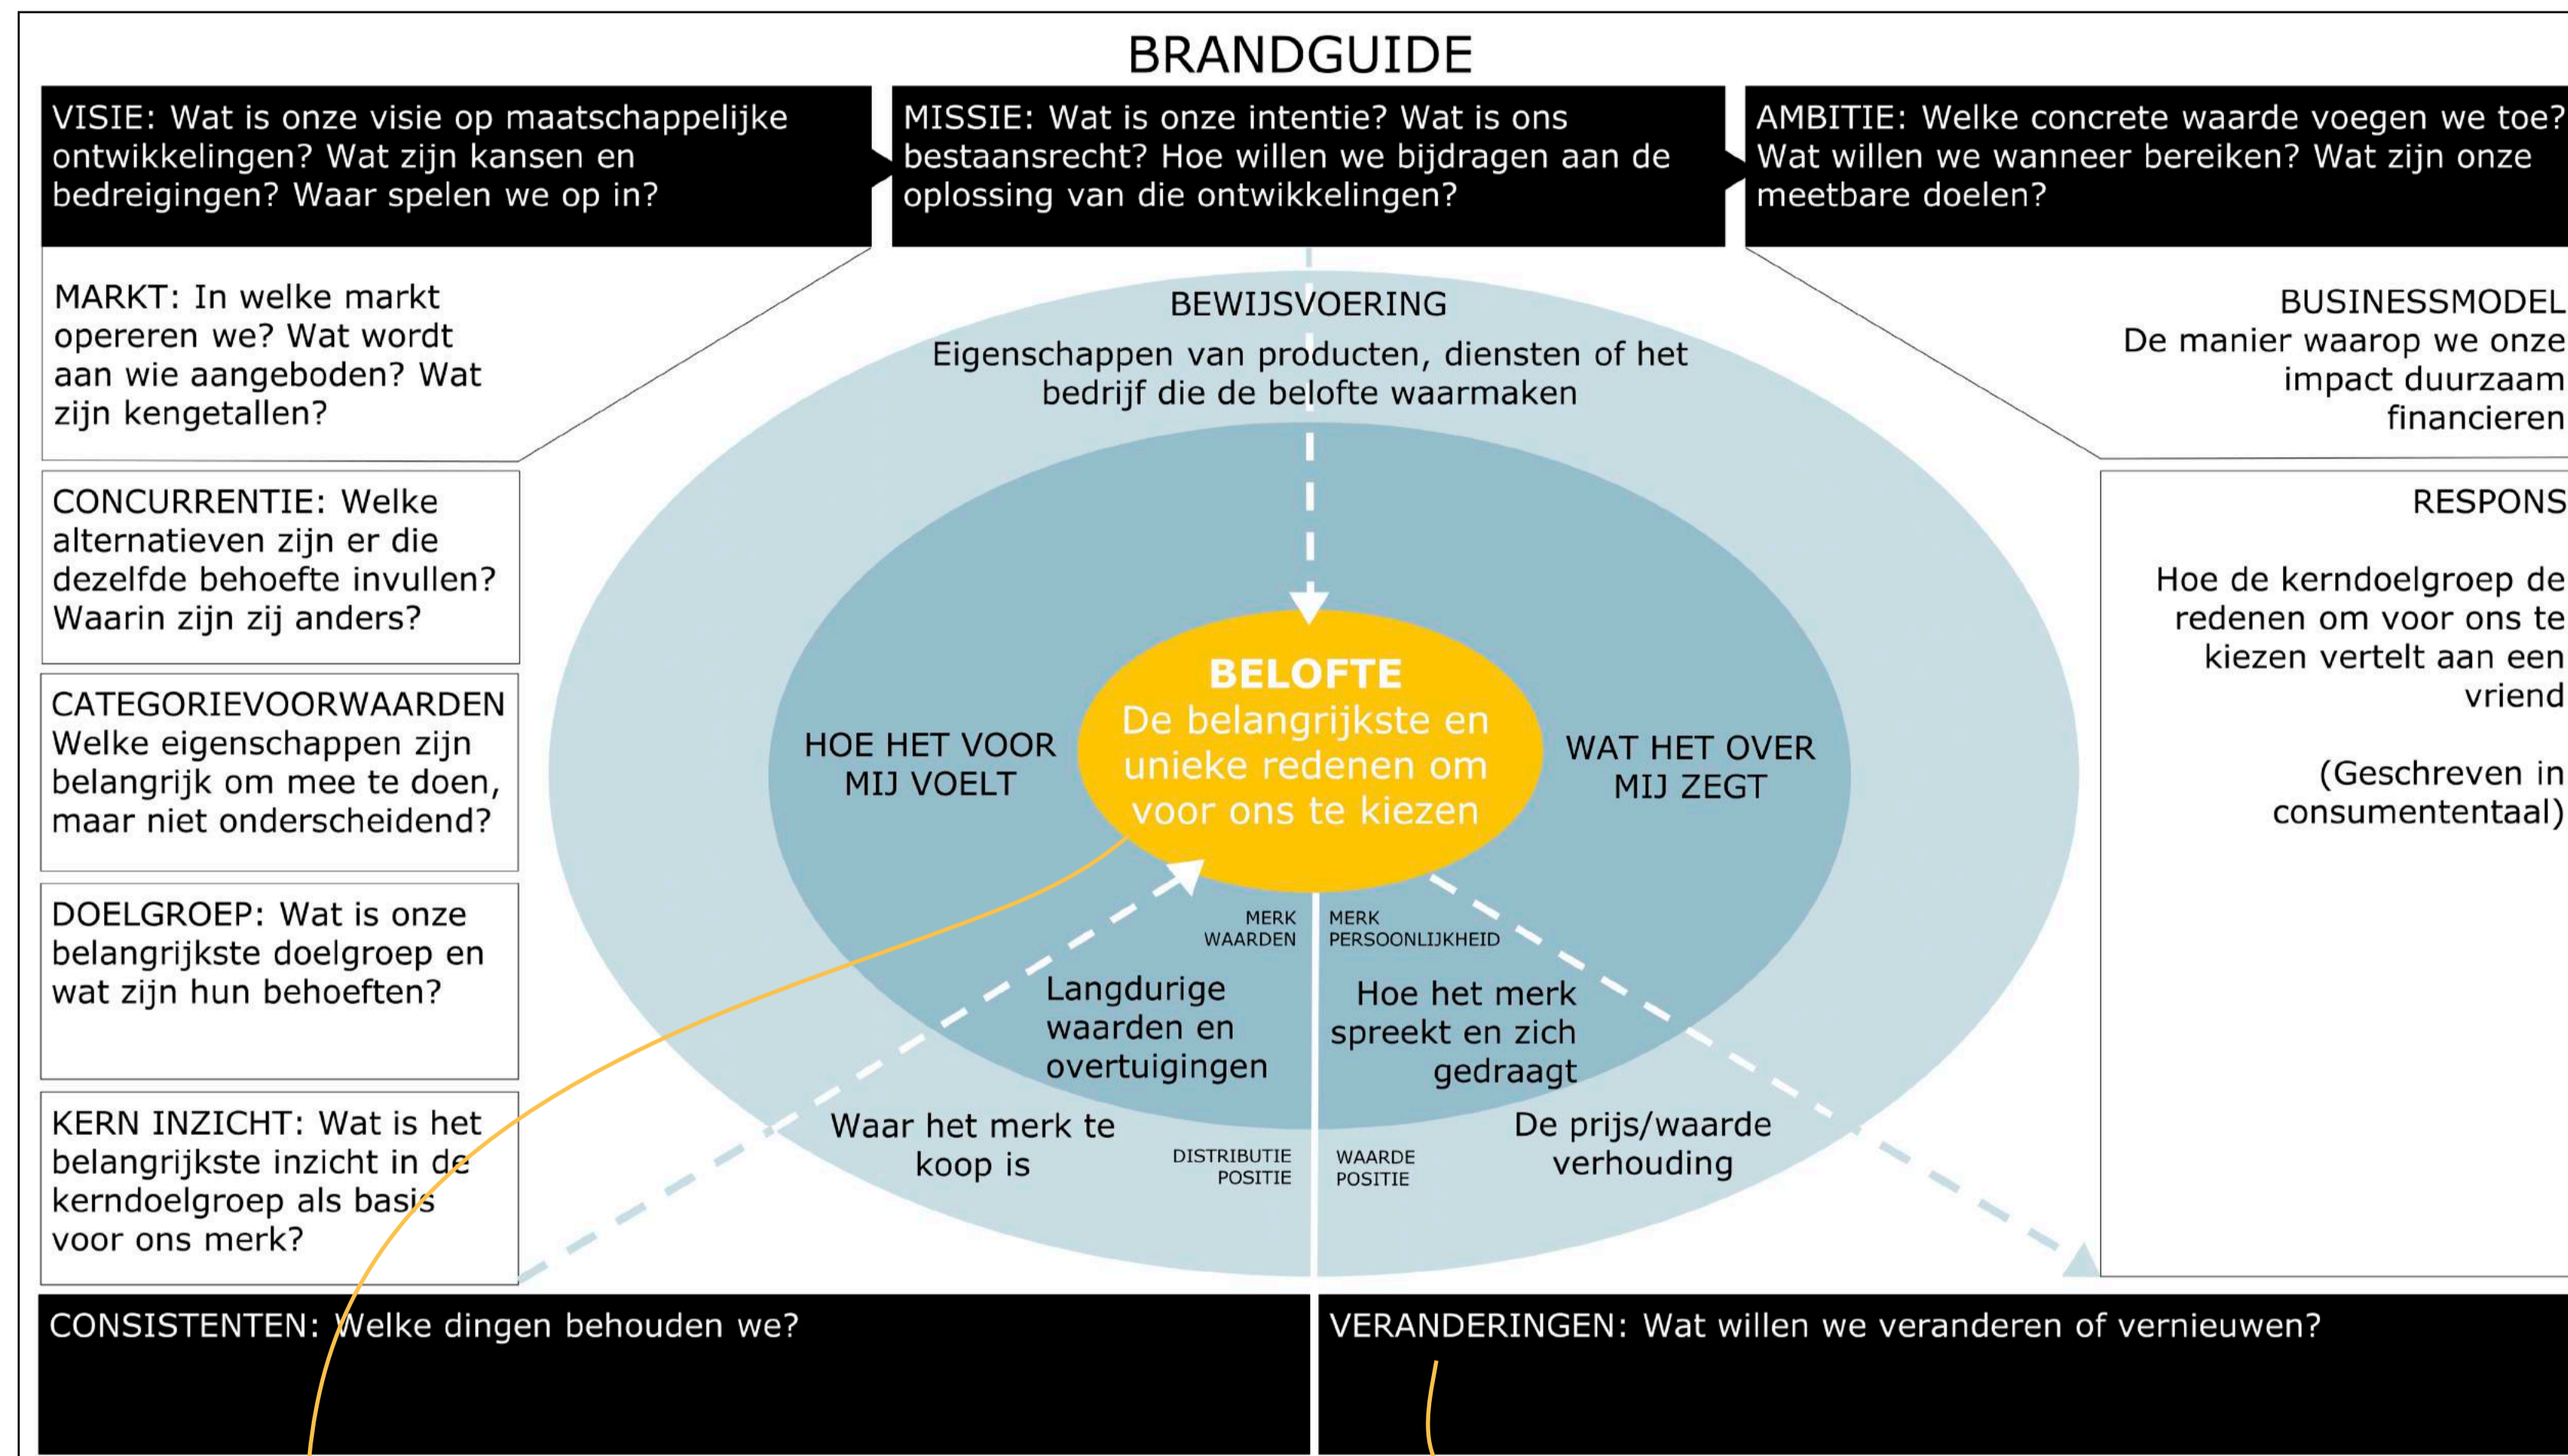 BRANDGUIDE
VISIE: Wat is onze visie op maatschappelijke
ontwikkelingen? Wat zijn kansen en
bedreigingen? Waar spelen we op in?
MISSIE: Wat is onze intentie? Wat is ons
bestaansrecht? Hoe willen we bijdragen aan de
oplossing van die ontwikkelingen?
AMBITIE: Welke concrete waarde voegen we toe?
Wat willen we wanneer bereiken? Wat zijn onze
meetbare doelen?
MARKT: In welke markt
opereren we? Wat wordt
aan wie aangeboden? Wat
zijn kengetallen?
CONCURRENTIE: Welke
alternatieven zijn er die
dezelfde behoefte invullen?
Waarin zijn zij anders?
CATEGORIEVOORWAARDEN
Welke eigenschappen zijn
belangrijk om mee te doen,
maar niet onderscheidend?
DOELGROEP: Wat is onze
belangrijkste doelgroep en
wat zijn hun behoeften?
KERN INZICHT: Wat is het
belangrijkste inzicht in de
kerndoelgroep als basis
voor ons merk?
BEWIJSVOERING
Eigenschappen van producten, diensten of het
bedrijf die de belofte waarmaken
HOE HET VOOR
MIJ VOELT
BELOFTE
De belangrijkste en
unieke redenen om
voor ons te kiezen
WAT HET OVER
MIJ ZEGT
MERK
WAARDEN
Langdurige
waarden en
overtuigingen
MERK
PERSOONLIJKHEID
Hoe het merk
spreekt en zich
gedraagt
Waar het merk te
koop is
DISTRIBUTIE
POSITIE
WAARDE
POSITIE
De prijs/waarde
verhouding
BUSINESSMODEL
De manier waarop we onze
impact duurzaam
financieren
RESPONS
Hoe de kerndoelgroep de
redenen om voor ons te
kiezen vertelt aan een
vriend
(Geschreven in
consumententaal)
CONSISTENTEN: Welke dingen behouden we?
VERANDERINGEN: Wat willen we veranderen of vernieuwen?